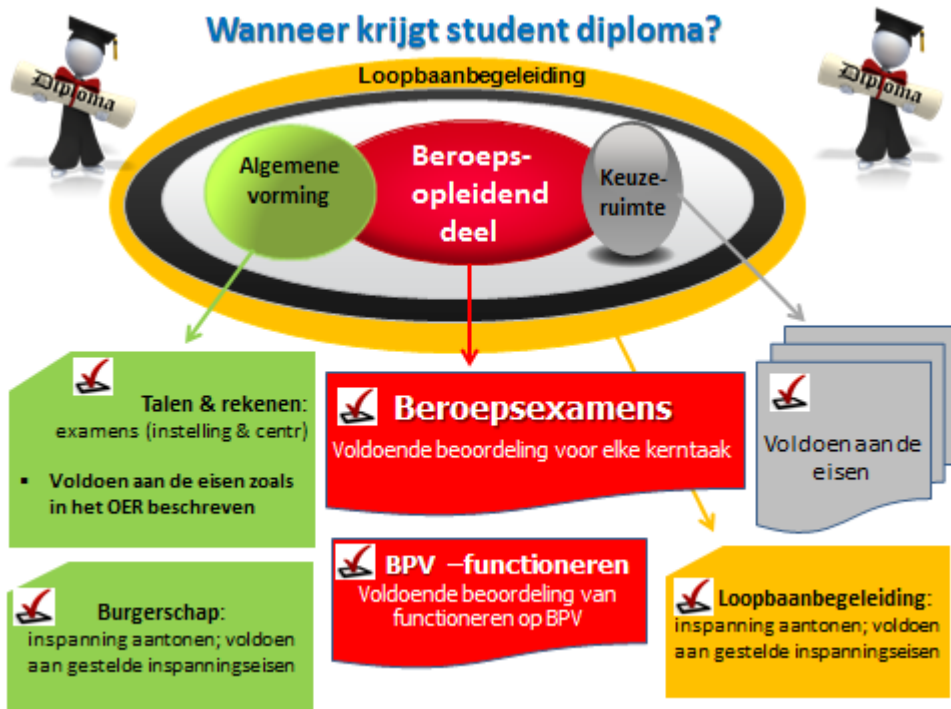 Wanneer krijgt student diploma?
Diploma
Diploma
Loopbaanbegeleiding
Algemene
vorming
Beroeps-
opleidend
deel
Keuze-
ruimte
Talen & rekenen:
examens (instelling & centr)
▪ Voldoen aan de eisen zoals
in het OER beschreven
Beroepsexamens
Voldoende beoordeling voor elke kerntaak
Voldoen aan de
eisen
Burgerschap:
inspanning aantonen; voldoen
aan gestelde inspanningseisen
BPV –functioneren
Voldoende beoordeling van
functioneren op BPV
Loopbaanbegeleiding:
inspanning aantonen; voldoen
aan gestelde inspanningseisen